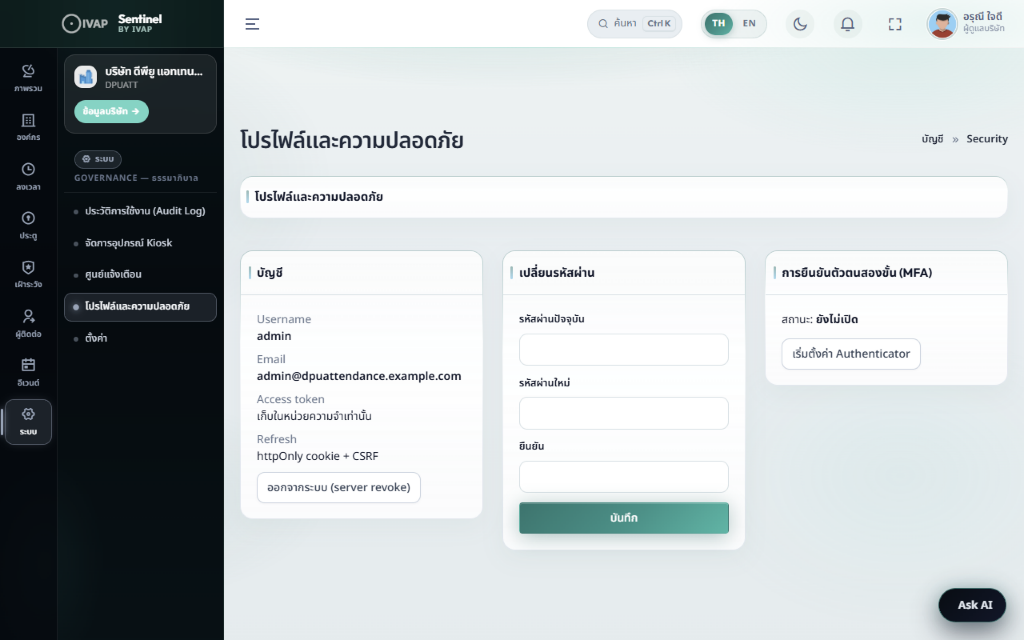 IVAP
Sentinel
BY IVAP
ค้นหา Ctrl K
TH EN
อรุณี ใจดี
ผู้ดูแลบริษัท
ภาพรวม
องค์กร
ลงเวลา
ประตู
เฝ้าระวัง
ผู้ติดต่อ
อีเวนต์
ระบบ
บริษัท ดีพียู แอทเทน...
DPUATT
ข้อมูลบริษัท →
ระบบ
GOVERNANCE — ธรรมาภิบาล
ประวัติการใช้งาน (Audit Log)
จัดการอุปกรณ์ Kiosk
ศูนย์แจ้งเตือน
โปรไฟล์และความปลอดภัย
ตั้งค่า
โปรไฟล์และความปลอดภัย
บัญชี » Security
โปรไฟล์และความปลอดภัย
บัญชี
Username
admin
Email
admin@dpuattendance.example.com
Access token
เก็บในหน่วยความจำเท่านั้น
Refresh
httpOnly cookie + CSRF
ออกจากระบบ (server revoke)
เปลี่ยนรหัสผ่าน
รหัสผ่านปัจจุบัน
รหัสผ่านใหม่
ยืนยัน
บันทึก
การยืนยันตัวตนสองขั้น (MFA)
สถานะ: ยังไม่เปิด
เริ่มตั้งค่า Authenticator
Ask AI